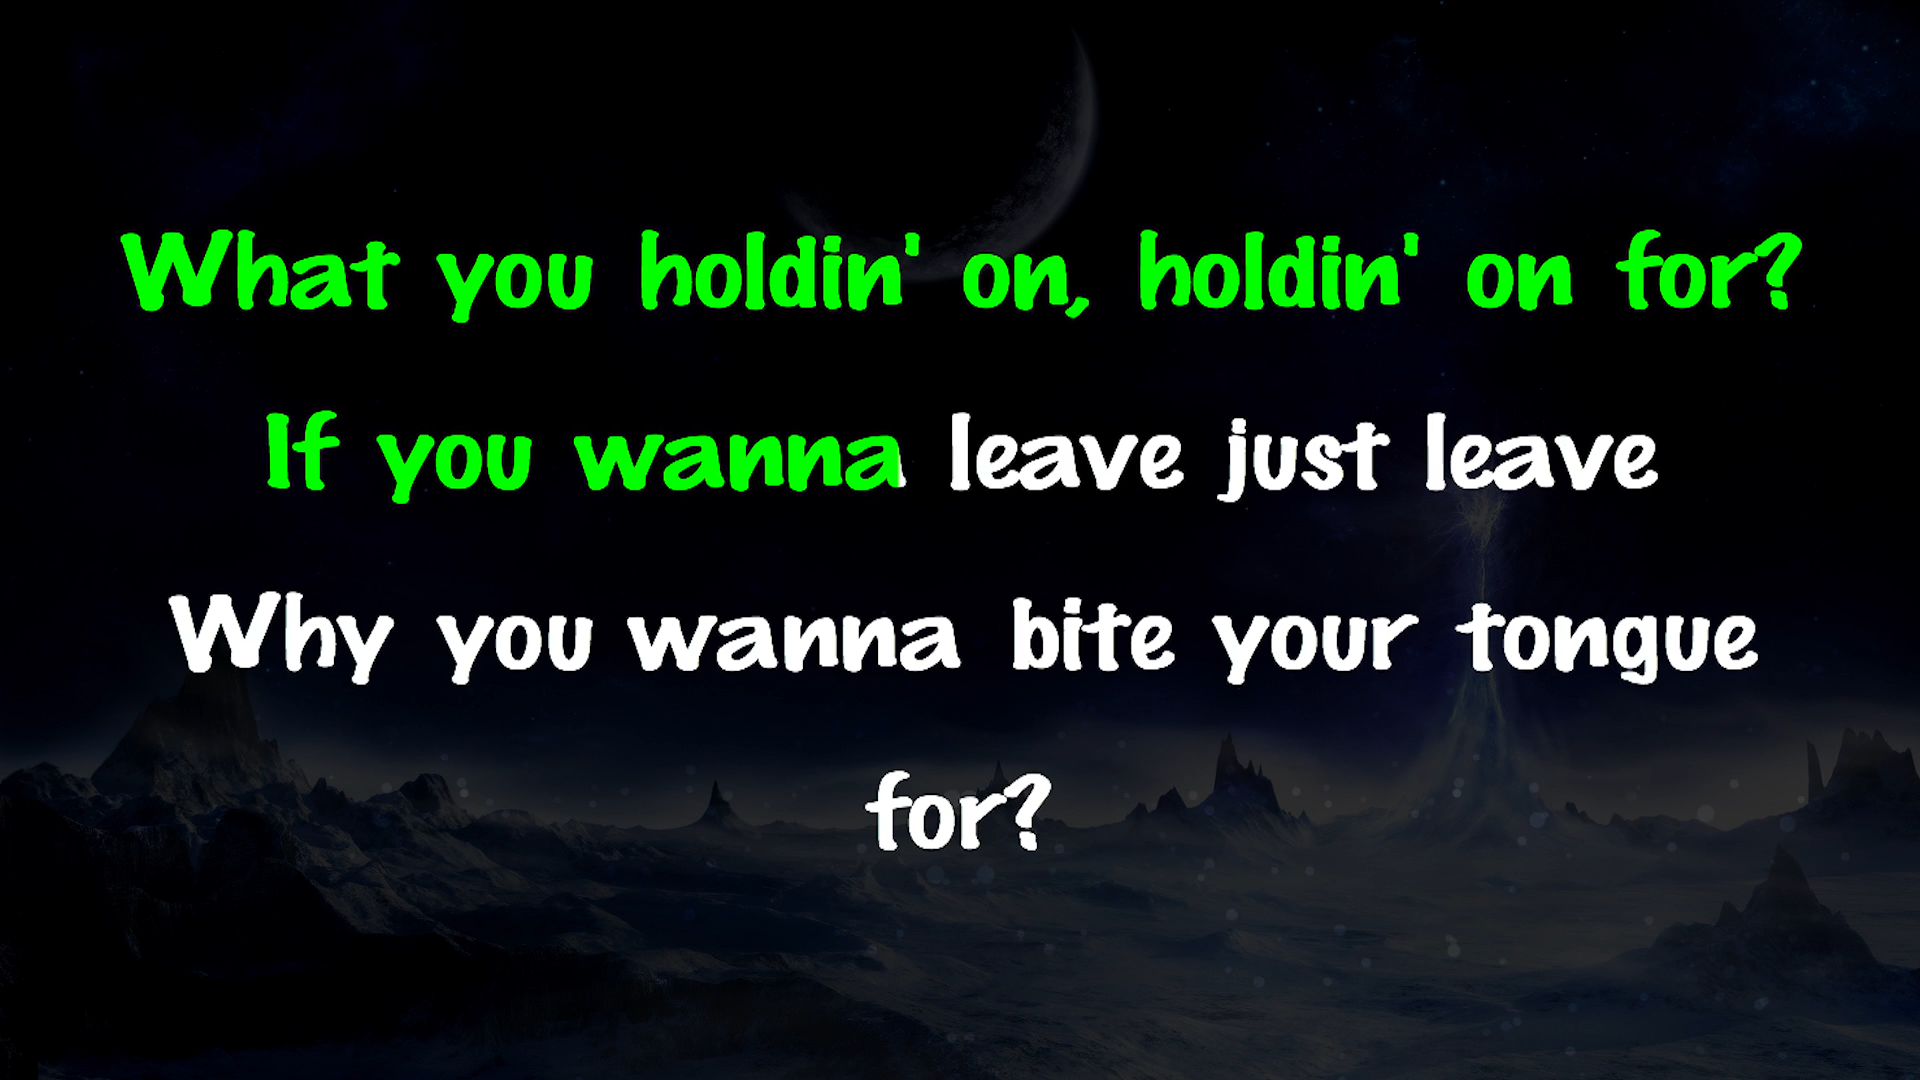 What you holdin' on, holdin' on for?
If you wanna leave just leave
Why you wanna bite your tongue
for?